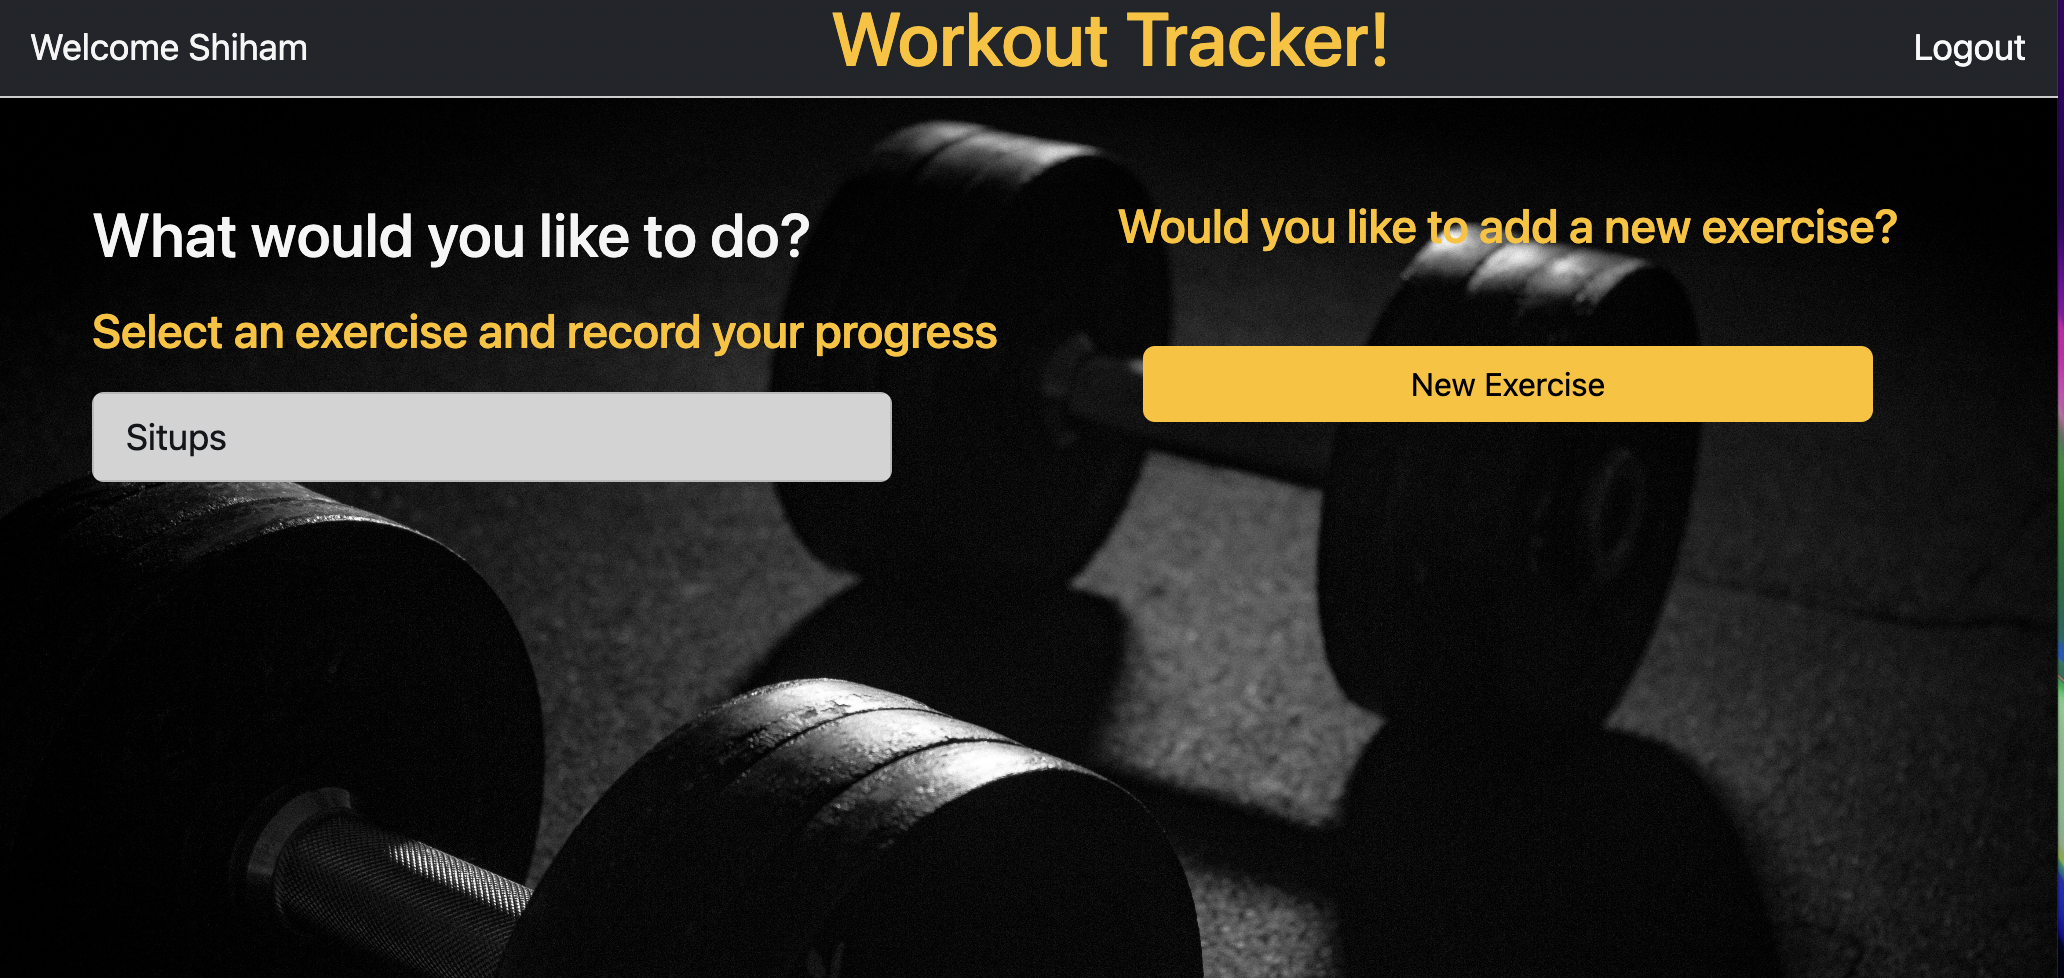 Welcome Shiham
Workout Tracker!
Logout
What would you like to do?
Select an exercise and record your progress
Situps
Would you like to add a new exercise?
New Exercise